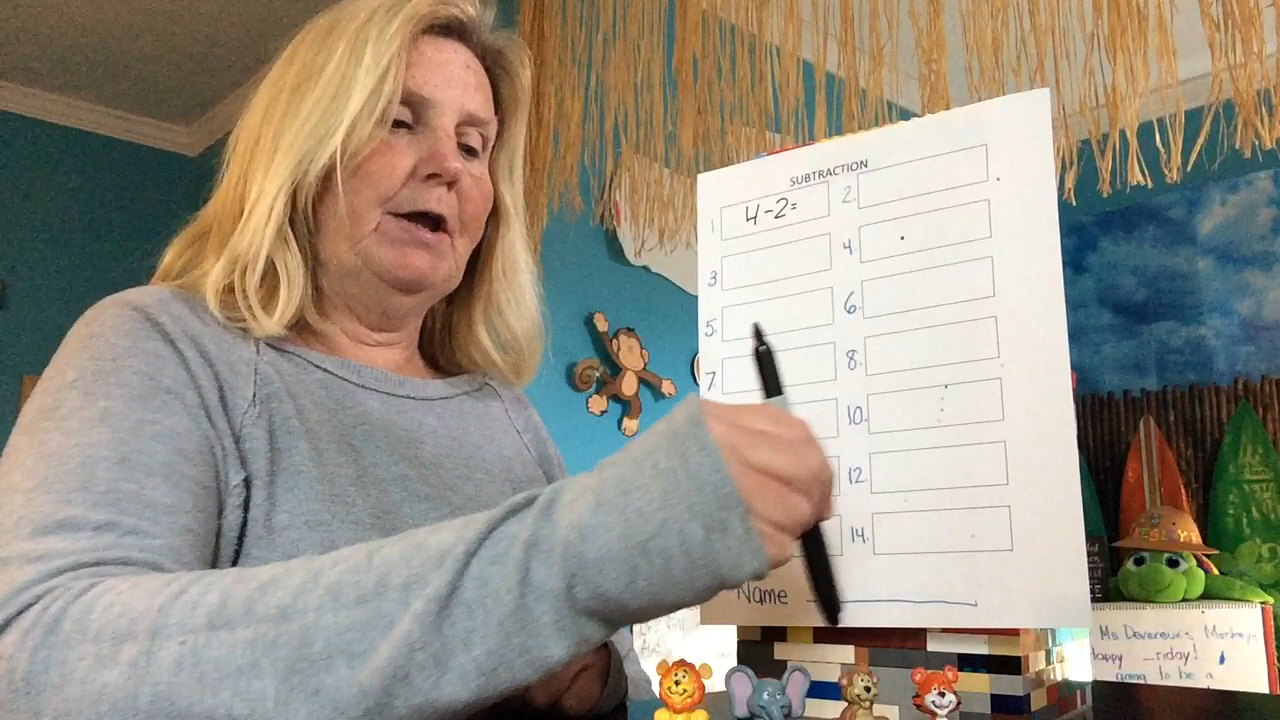 SUBTRACTION
1 4-2=
2.
3
4
5.
6.
7
8.
10.
12.
14.
Name
Ms Devereux's Monkeys
Happy _riday!
going to be a